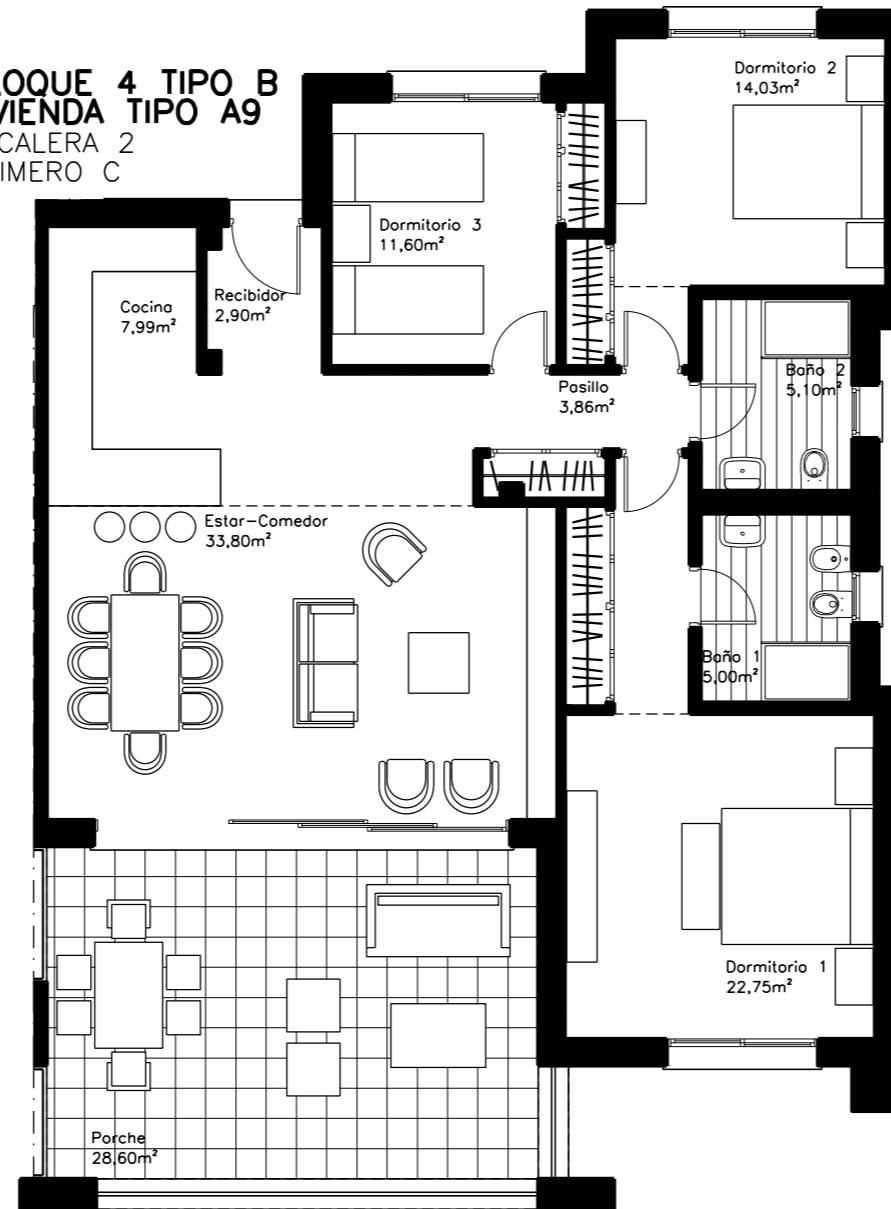 LOQUE 4 TIPO B
VIENDA TIPO A9
CALERA 2
IMERO C
Dormitorio 2
14,03m²
Dormitorio 3
11,60m²
Cocina
7,99m²
Recibidor
2,90m²
Baño 2
5,10m²
Pasillo
3,86m²
Estar-Comedor
33,80m²
Baño 1
5,00m²
Dormitorio 1
22,75m²
Porche
28,60m²